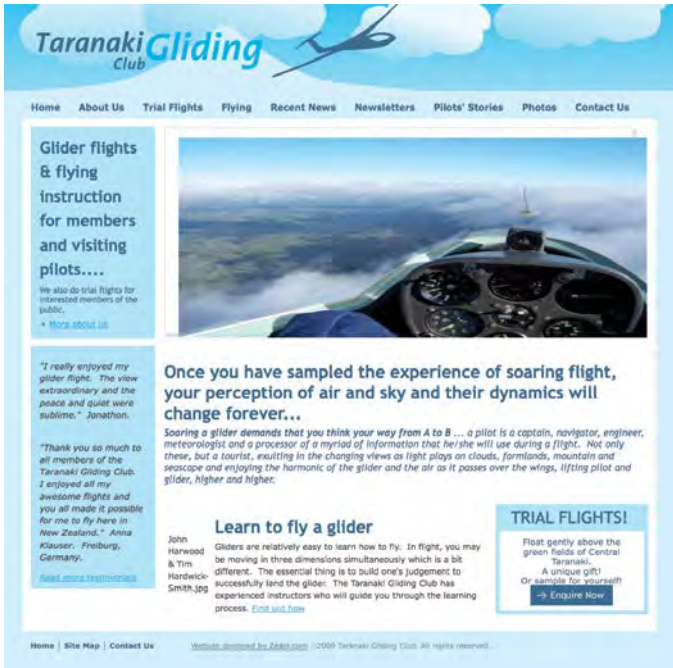 Taranaki Gliding
Club
Home About Us Trial Flights Flying Recent News Newsletters Pilots' Stories Photos Contact Us
Glider flights
& flying
instruction
for members
and visiting
pilots....
We also do trial flights for
interested members of the
public.
More about us
"I really enjoyed my
glider flight. The view
extraordinary and the
peace and quiet were
sublime." Jonathon.
"Thank you so much to
all members of the
Taranaki Gliding Club.
I enjoyed all my
awesome flights and
you all made it possible
for me to fly here in
New Zealand." Anna
Klauser. Freiburg,
Germany.
Read more testimonials
Once you have sampled the experience of soaring flight,
your perception of air and sky and their dynamics will
change forever...
Soaring a glider demands that you think your way from A to B ... a pilot is a captain, navigator, engineer,
meteorologist and a processor of a myriad of information that he/she will use during a flight. Not only
these, but a tourist, exulting in the changing views as light plays on clouds, farmlands, mountain and
seascape and enjoying the harmonic of the glider and the air as it passes over the wings, lifting pilot and
glider, higher and higher.
John
Harwood
& Tim
Hardwick-
Smith.jpg
Learn to fly a glider
Gliders are relatively easy to learn how to fly. In flight, you may
be moving in three dimensions simultaneously which is a bit
different. The essential thing is to build one's judgement to
successfully land the glider. The Taranaki Gliding Club has
experienced instructors who will guide you through the learning
process. Find out how
TRIAL FLIGHTS!
Float gently above the
green fields of Central
Taranaki.
A unique gift!
Or sample for yourself!
→ Enquire Now
Home | Site Map | Contact Us Website designed by Zeald.com ©2009 Taranaki Gliding Club. All rights reserved.